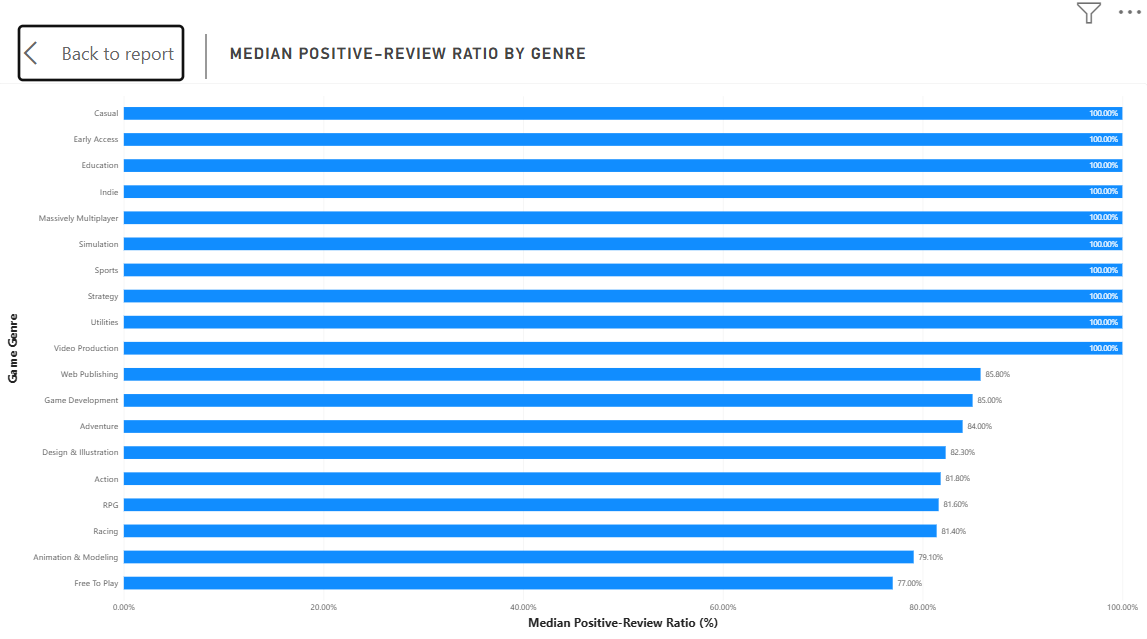 Back to report
MEDIAN POSITIVE-REVIEW RATIO BY GENRE
Game Genre
Casual 100.00%
Early Access 100.00%
Education 100.00%
Indie 100.00%
Massively Multiplayer 100.00%
Simulation 100.00%
Sports 100.00%
Strategy 100.00%
Utilities 100.00%
Video Production 100.00%
Web Publishing 85.80%
Game Development 85.00%
Adventure 84.00%
Design & Illustration 82.30%
Action 81.80%
RPG 81.60%
Racing 81.40%
Animation & Modeling 79.10%
Free To Play 77.00%
0.00% 20.00% 40.00% 60.00% 80.00% 100.00%
Median Positive-Review Ratio (%)